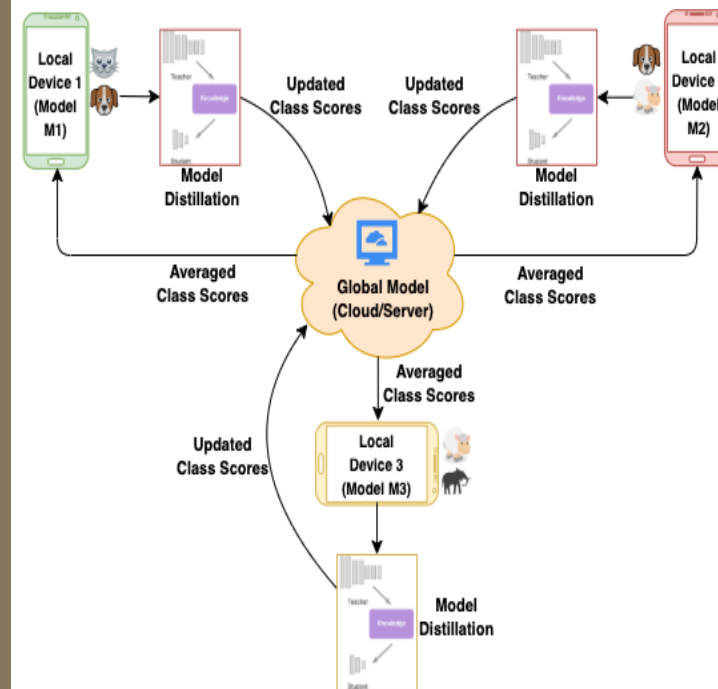 Local
Device 1
(Model
M1)
Teacher
Knowledge
Student
Model
Distillation
Updated
Class Scores
Updated
Class Scores
Teacher
Knowledge
Student
Model
Distillation
Local
Device
(Model
M2)
Averaged
Class Scores
Global Model
(Cloud/Server)
Averaged
Class Scores
Averaged
Class Scores
Updated
Class Scores
Local
Device 3
(Model M3)
Teacher
Knowledge
Student
Model
Distillation